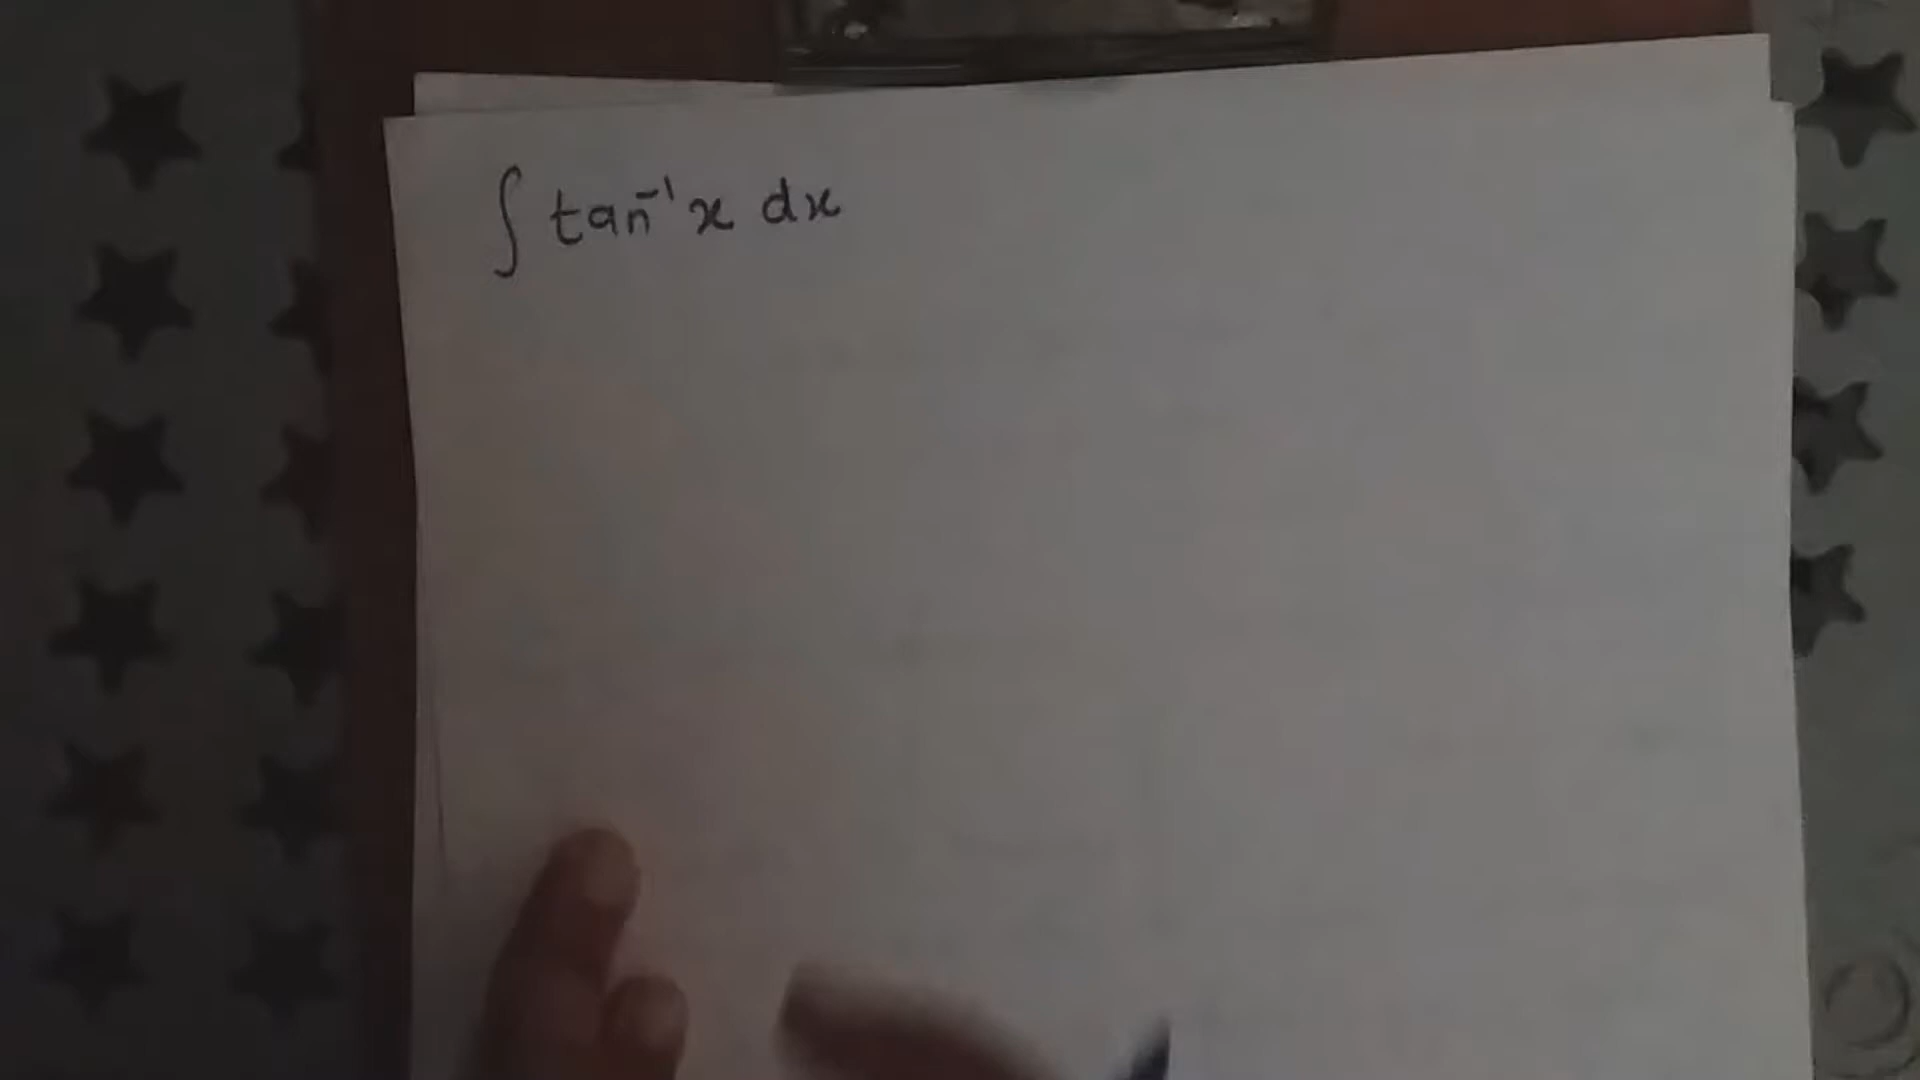 ∫ tan⁻¹x dx